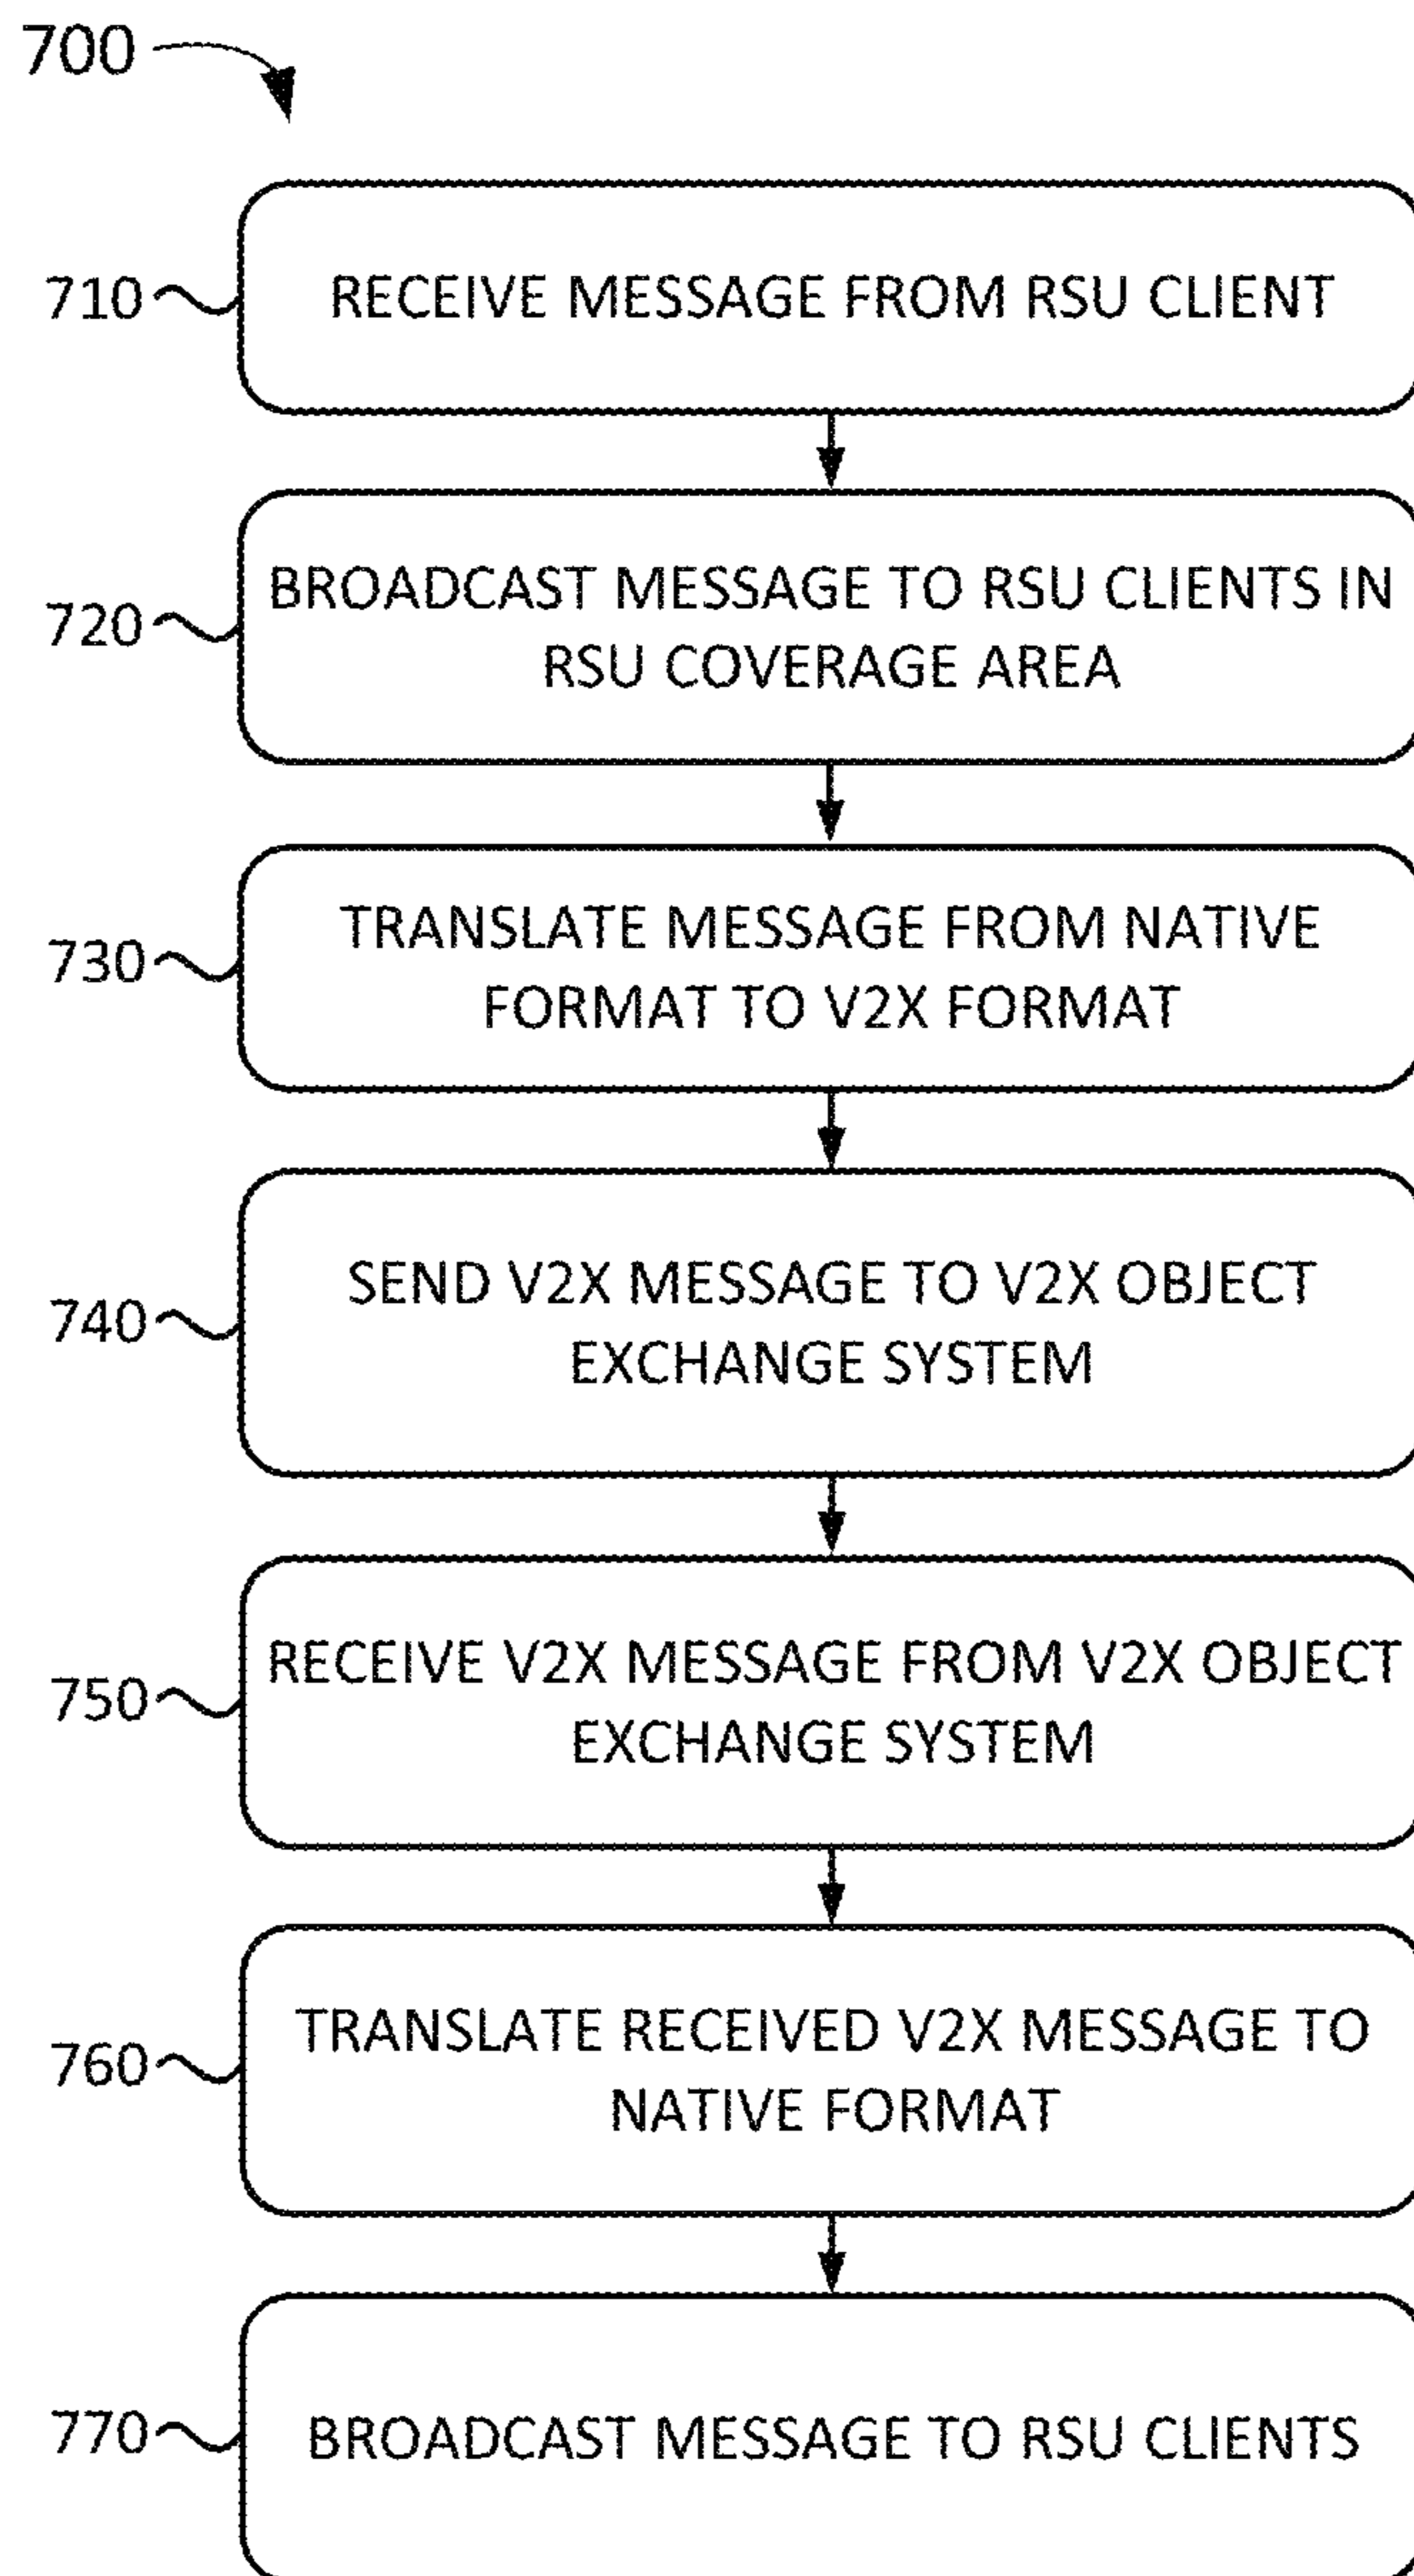 700
710
RECEIVE MESSAGE FROM RSU CLIENT
720
BROADCAST MESSAGE TO RSU CLIENTS IN
RSU COVERAGE AREA
730
TRANSLATE MESSAGE FROM NATIVE
FORMAT TO V2X FORMAT
740
SEND V2X MESSAGE TO V2X OBJECT
EXCHANGE SYSTEM
750
RECEIVE V2X MESSAGE FROM V2X OBJECT
EXCHANGE SYSTEM
760
TRANSLATE RECEIVED V2X MESSAGE TO
NATIVE FORMAT
770
BROADCAST MESSAGE TO RSU CLIENTS